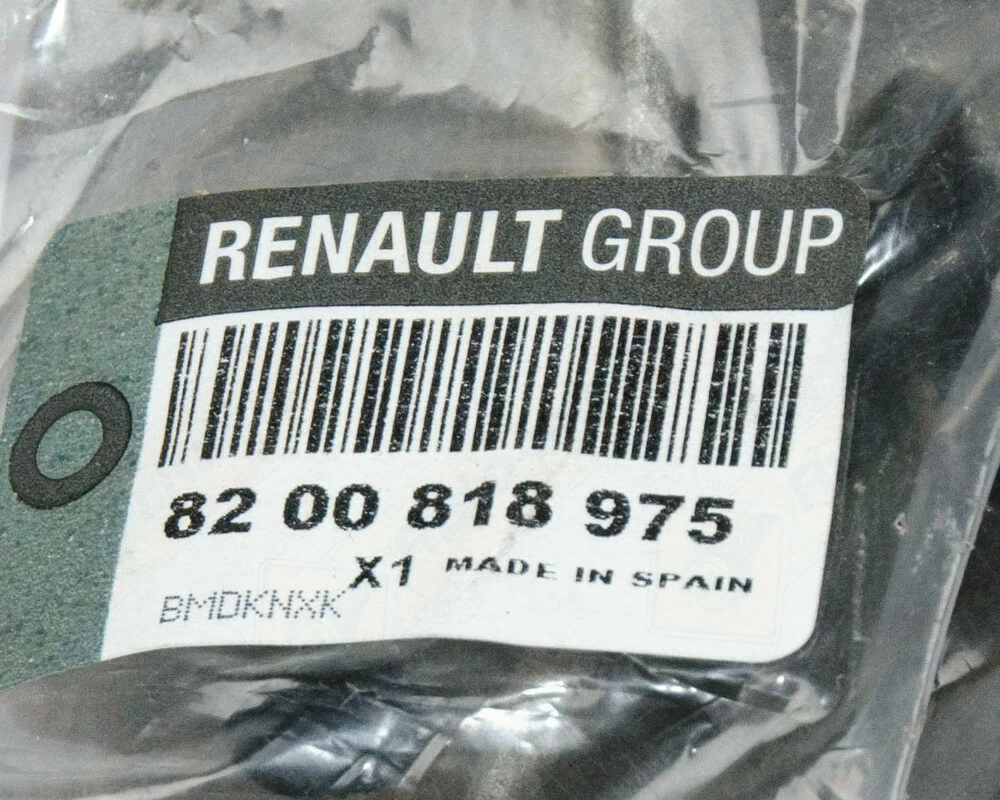 RENAULT GROUP
82 00 818 975
X1 MADE IN SPAIN
BMDKNXK